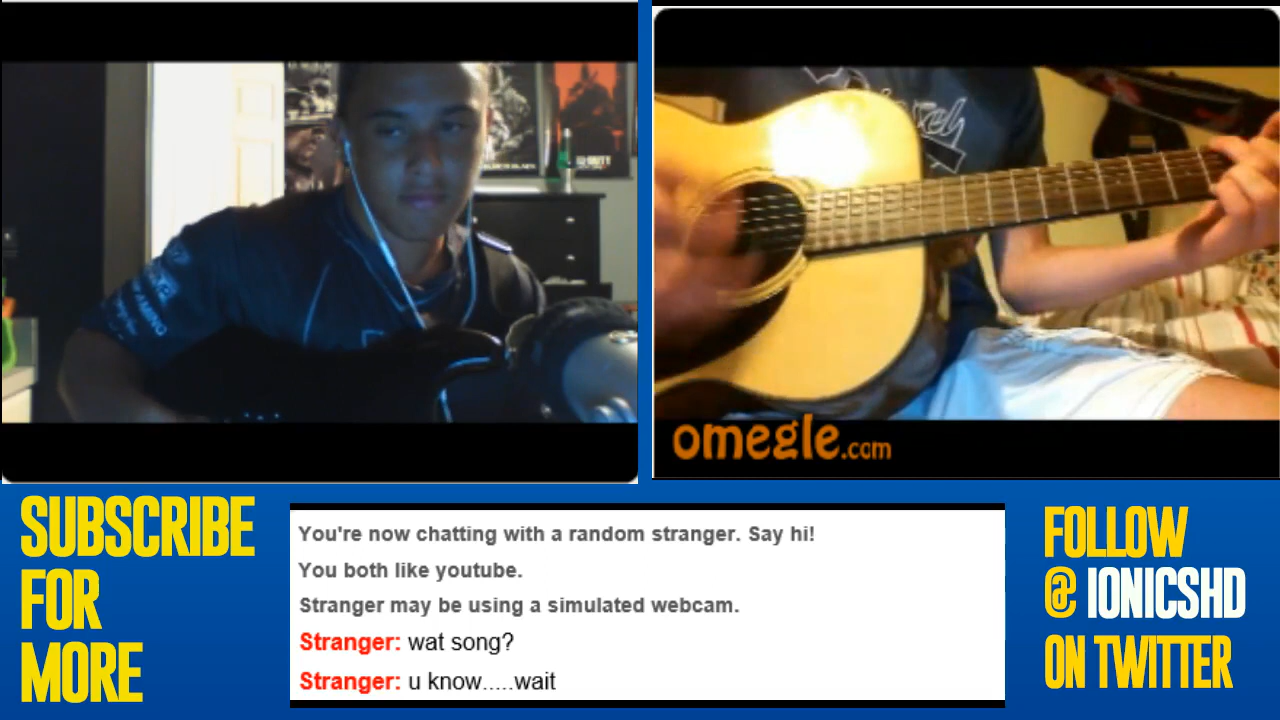 omegle.com
SUBSCRIBE
FOR
MORE
You're now chatting with a random stranger. Say hi!
You both like youtube.
Stranger may be using a simulated webcam.
Stranger: wat song?
Stranger: u know.....wait
FOLLOW
@ IONICSHD
ON TWITTER